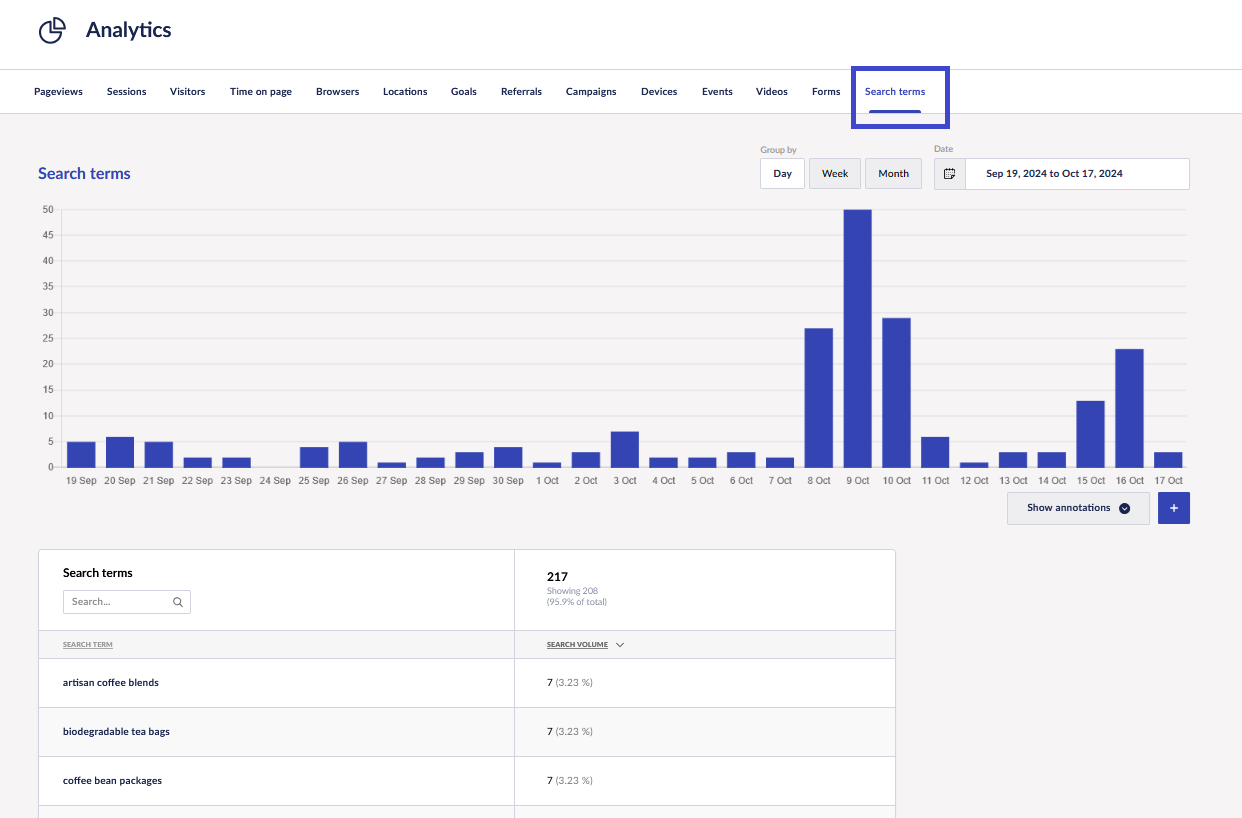 Analytics
Pageviews Sessions Visitors Time on page Browsers Locations Goals Referrals Campaigns Devices Events Videos Forms Search terms
Group by Date
Search terms Day Week Month Sep 19, 2024 to Oct 17, 2024
50
45
40
35
30
25
20
15
10
5
0
19 Sep 20 Sep 21 Sep 22 Sep 23 Sep 24 Sep 25 Sep 26 Sep 27 Sep 28 Sep 29 Sep 30 Sep 1 Oct 2 Oct 3 Oct 4 Oct 5 Oct 6 Oct 7 Oct 8 Oct 9 Oct 10 Oct 11 Oct 12 Oct 13 Oct 14 Oct 15 Oct 16 Oct 17 Oct
Show annotations +
Search terms
Search...
217
Showing 208
(95.9% of total)
SEARCH TERM SEARCH VOLUME
artisan coffee blends 7 (3.23 %)
biodegradable tea bags 7 (3.23 %)
coffee bean packages 7 (3.23 %)